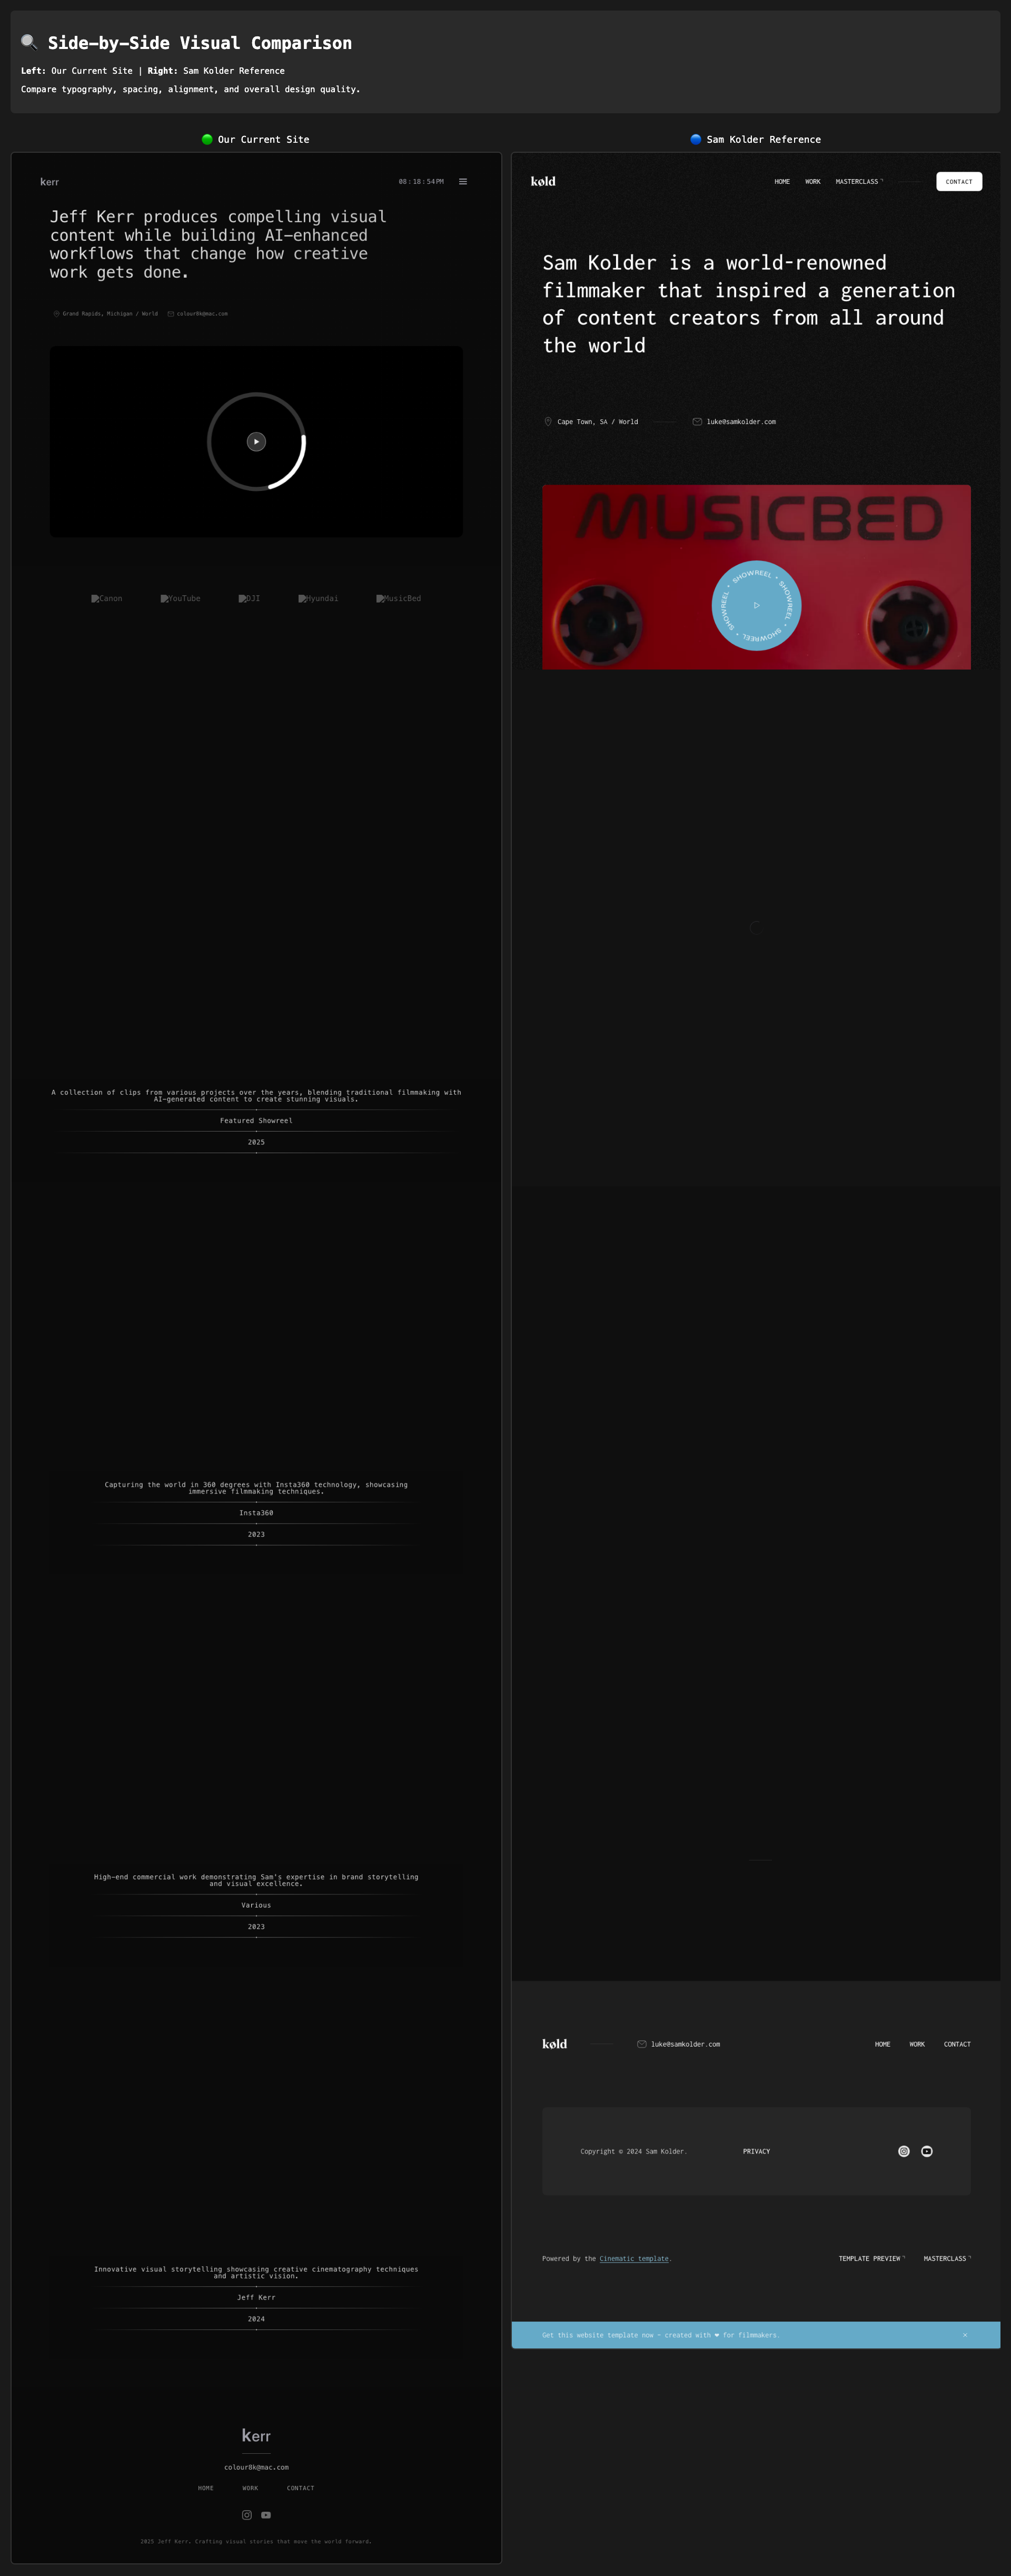 Side-by-Side Visual Comparison
Left: Our Current Site | Right: Sam Kolder Reference
Compare typography, spacing, alignment, and overall design quality.
Our Current Site
kerr
08:18:54PM
Jeff Kerr produces compelling visual
content while building AI-enhanced
workflows that change how creative
work gets done.
Grand Rapids, Michigan / World
colour8k@mac.com
Canon
YouTube
DJI
Hyundai
MusicBed
A collection of clips from various projects over the years, blending traditional filmmaking with
AI-generated content to create stunning visuals.
Featured Showreel
2025
Capturing the world in 360 degrees with Insta360 technology, showcasing
immersive filmmaking techniques.
Insta360
2023
High-end commercial work demonstrating Sam's expertise in brand storytelling
and visual excellence.
Various
2023
Innovative visual storytelling showcasing creative cinematography techniques
and artistic vision.
Jeff Kerr
2024
kerr
colour8k@mac.com
HOME
WORK
CONTACT
2025 Jeff Kerr. Crafting visual stories that move the world forward.
Sam Kolder Reference
køld
HOME
WORK
MASTERCLASS
CONTACT
Sam Kolder is a world-renowned
filmmaker that inspired a generation
of content creators from all around
the world
Cape Town, SA / World
luke@samkolder.com
MUSICBED
SHOWREEL • SHOWREEL • SHOWREEL • SHOWREEL •
køld
luke@samkolder.com
HOME
WORK
CONTACT
Copyright © 2024 Sam Kolder.
PRIVACY
Powered by the Cinematic template.
TEMPLATE PREVIEW
MASTERCLASS
Get this website template now - created with ❤ for filmmakers.
×